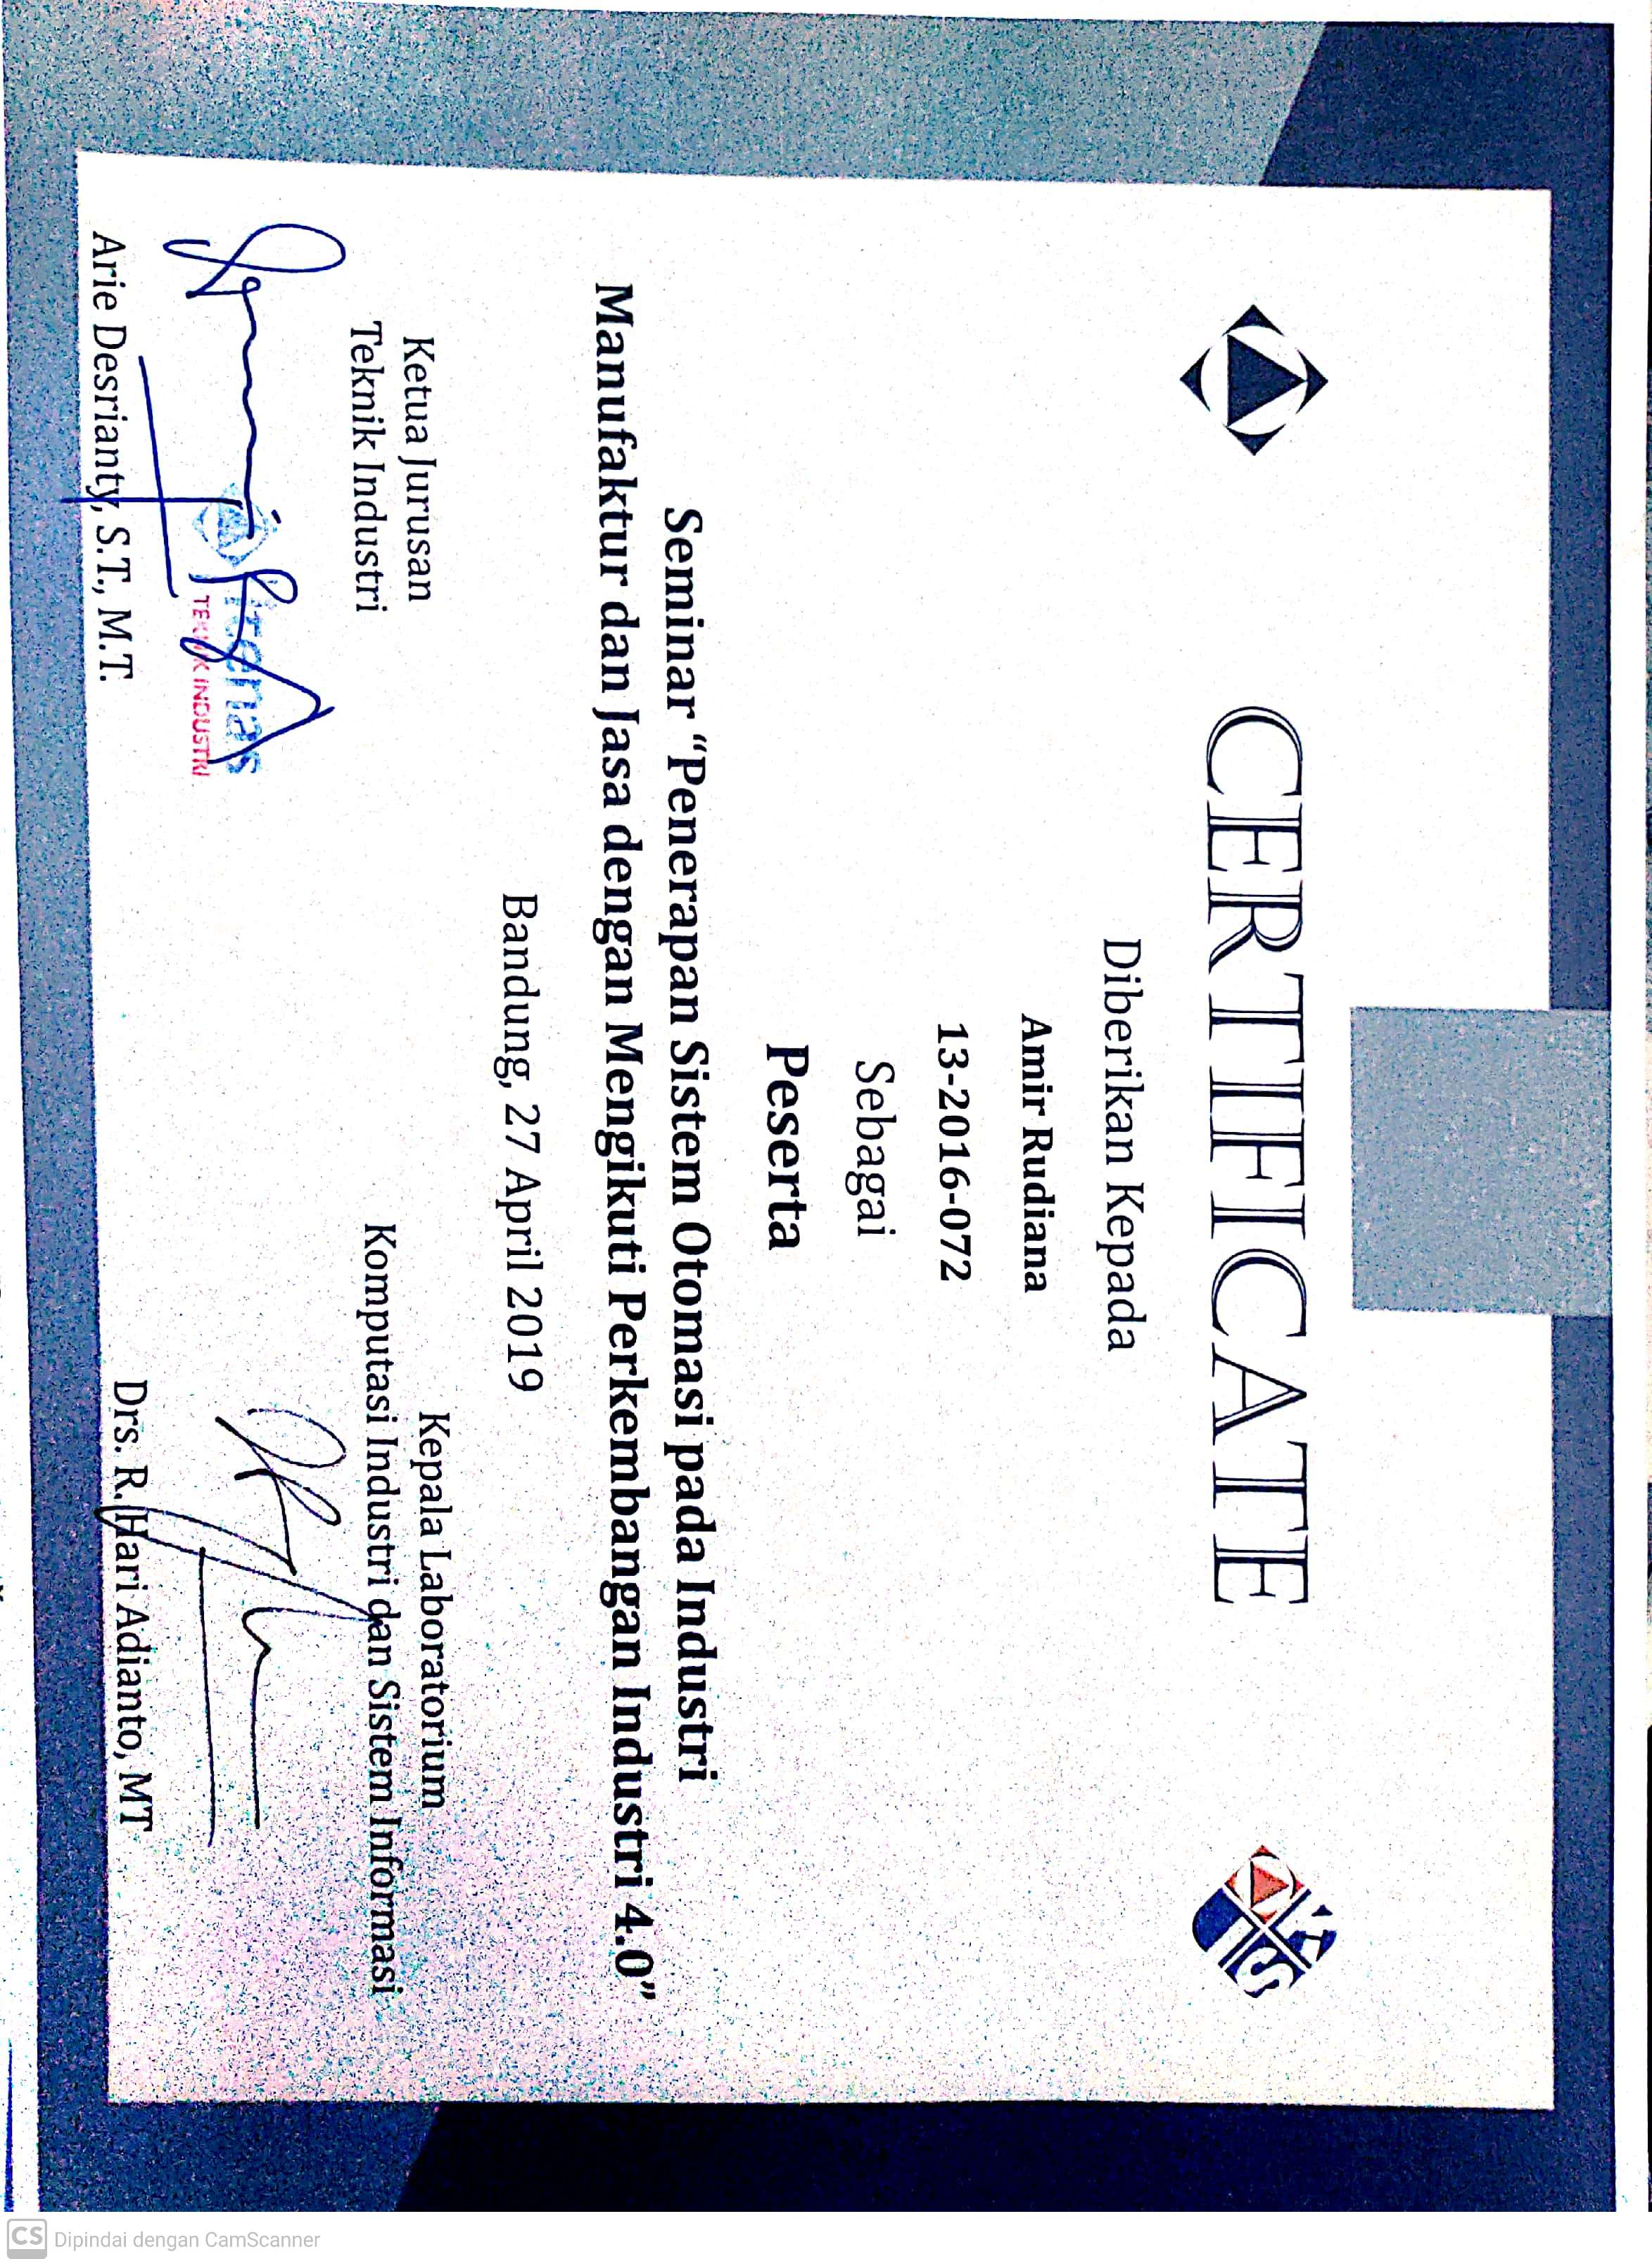 CERTIFICATE
Diberikan Kepada
Amir Rudiana
13-2016-072
Sebagai
Peserta
Seminar “Penerapan Sistem Otomasi pada Industri
Manufaktur dan Jasa dengan Mengikuti Perkembangan Industri 4.0”
Bandung, 27 April 2019
Ketua Jurusan
Teknik Industri
itenas
TEKNIK INDUSTRI
Arie Desrianty, S.T., M.T.
Kepala Laboratorium
Komputasi Industri dan Sistem Informasi
Drs. R. Hari Adianto, MT
CS Dipindai dengan CamScanner